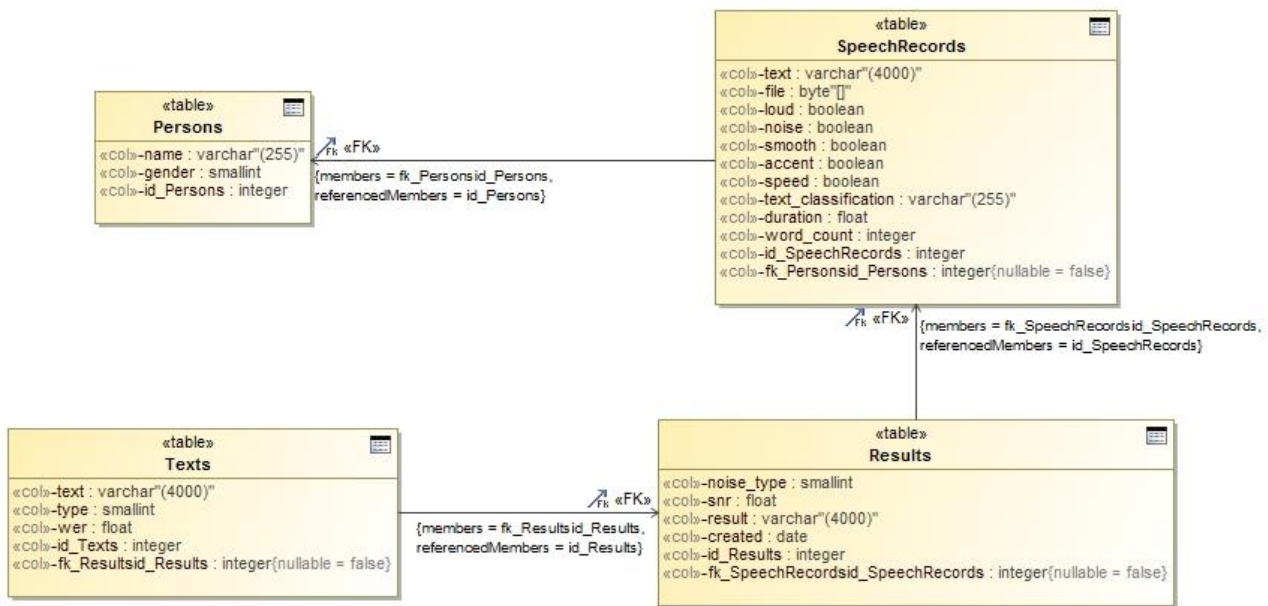 «table»
SpeechRecords
«col»-text : varchar"(4000)"
«col»-file : byte"[]"
«col»-loud : boolean
«col»-noise : boolean
«col»-smooth : boolean
«col»-accent : boolean
«col»-speed : boolean
«col»-text_classification : varchar"(255)"
«col»-duration : float
«col»-word_count : integer
«col»-id_SpeechRecords : integer
«col»-fk_Personsid_Persons : integer{nullable = false}
«table»
Persons
«col»-name : varchar"(255)"
«col»-gender : smallint
«col»-id_Persons : integer
Fk «FK»
{members = fk_Personsid_Persons,
referencedMembers = id_Persons}
Fk «FK»
{members = fk_SpeechRecordsid_SpeechRecords,
referencedMembers = id_SpeechRecords}
«table»
Texts
«col»-text : varchar"(4000)"
«col»-type : smallint
«col»-wer : float
«col»-id_Texts : integer
«col»-fk_Resultsid_Results : integer{nullable = false}
Fk «FK»
{members = fk_Resultsid_Results,
referencedMembers = id_Results}
«table»
Results
«col»-noise_type : smallint
«col»-snr : float
«col»-result : varchar"(4000)"
«col»-created : date
«col»-id_Results : integer
«col»-fk_SpeechRecordsid_SpeechRecords : integer{nullable = false}